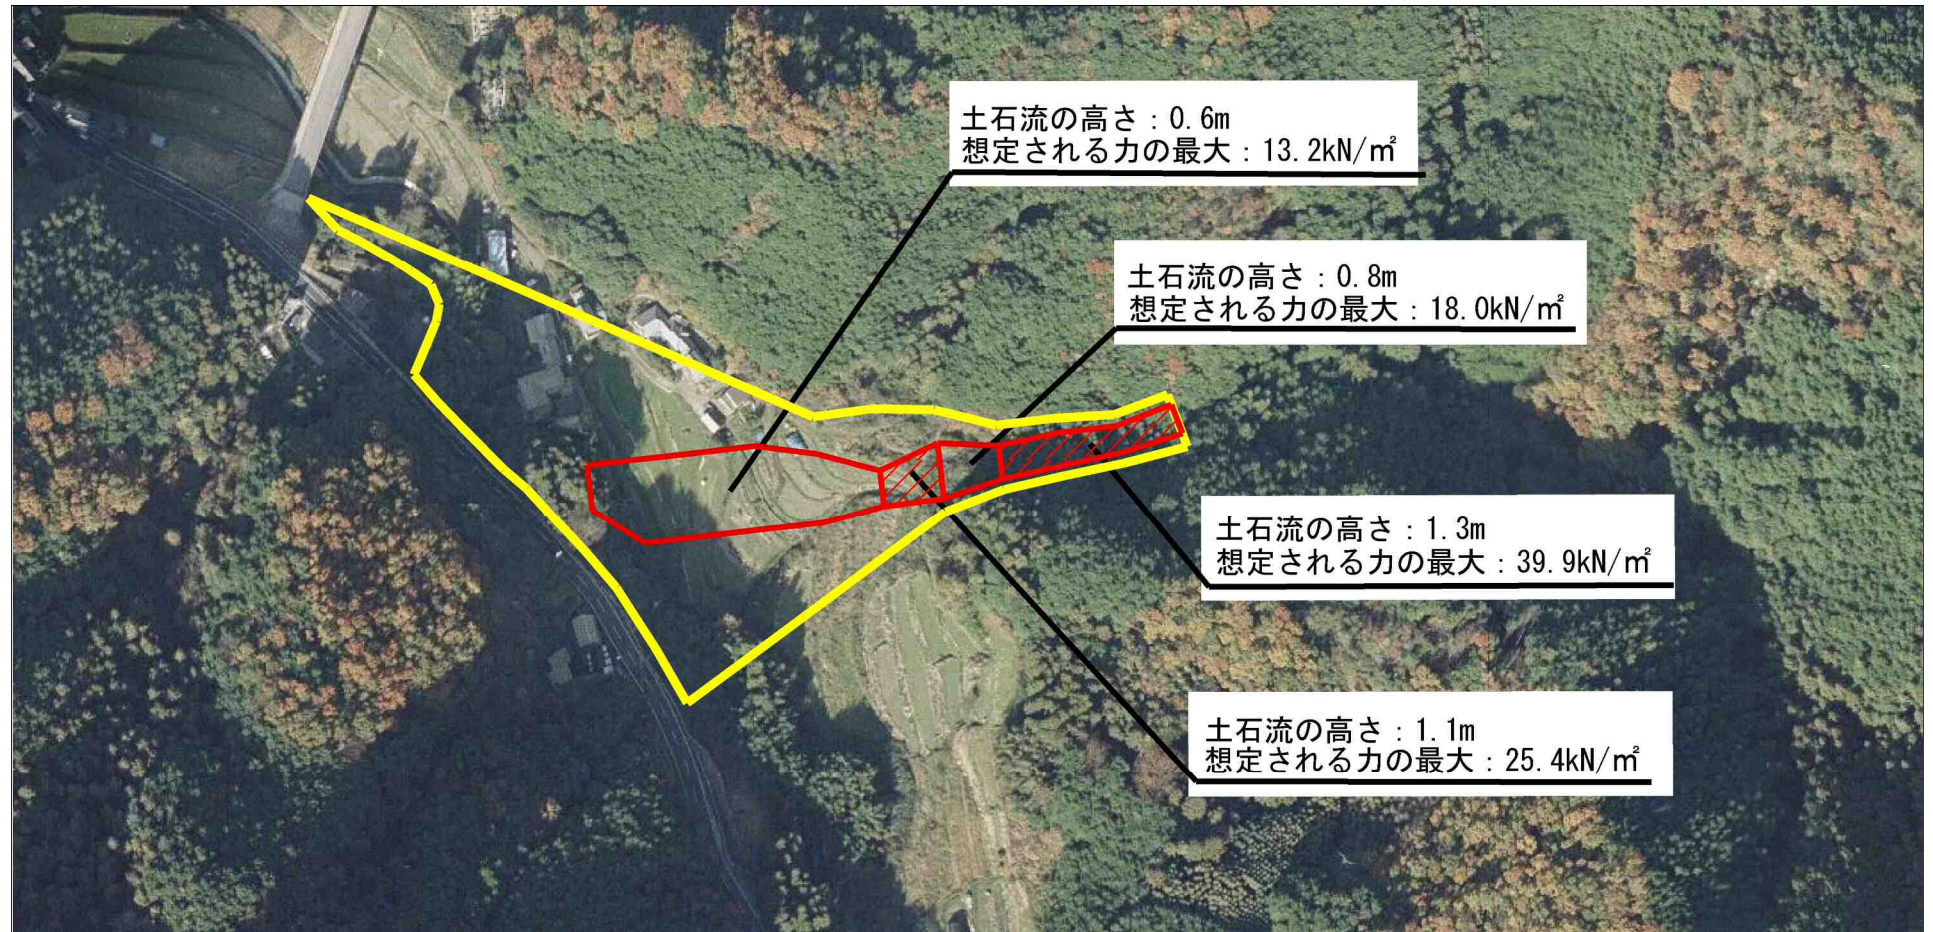 土石流の高さ：0.6m
想定される力の最大：13.2kN/㎡
土石流の高さ：0.8m
想定される力の最大：18.0kN/㎡
土石流の高さ：1.3m
想定される力の最大：39.9kN/㎡
土石流の高さ：1.1m
想定される力の最大：25.4kN/㎡